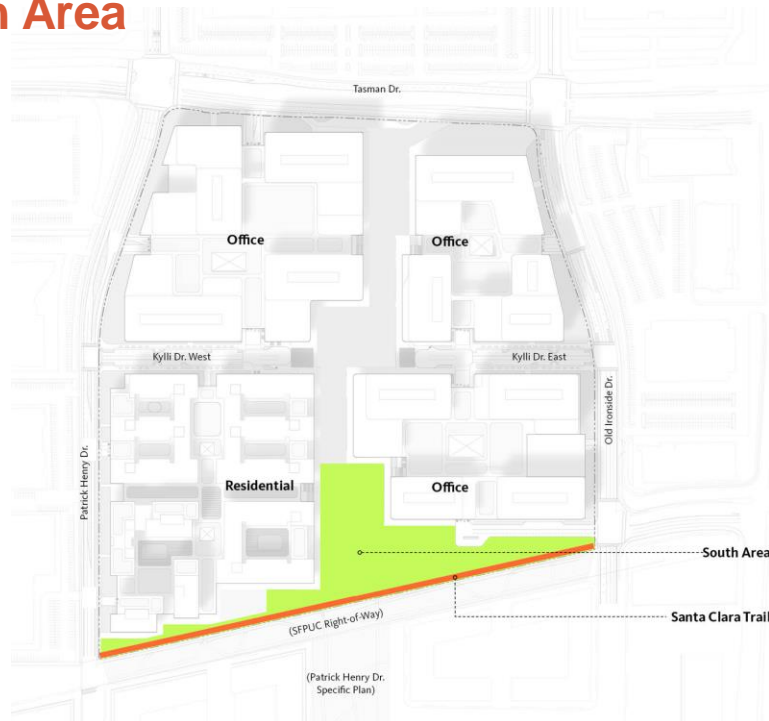 Area
Tasman Dr.
Office
Office
Kylli Dr. West
Kylli Dr. East
Old Ironside Dr.
Patrick Henry Dr.
Residential
Office
South Area
Santa Clara Trail
(SFPUC Right-of-Way)
(Patrick Henry Dr.
Specific Plan)